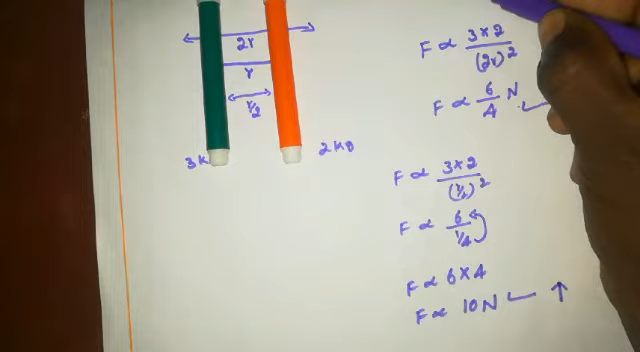 2r
r
r/2
3K
2Kg
F ∝ 3×2/(2r)²
F ∝ 6/4 N
F ∝ 3×2/(1/2)²
F ∝ 6/1/4
F ∝ 6×4
F ∝ 10N